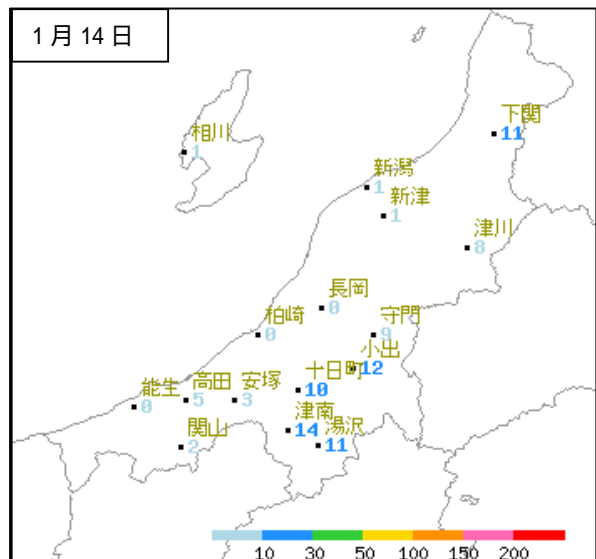 1月14日
下関
11
相川
1
新潟
1
新津
1
津川
8
長岡
0
柏崎
0
守門
9
小出
12
十日町
10
能生
0
高田
5
安塚
3
津南
14
湯沢
11
関山
2
10 30 50 100 150 200